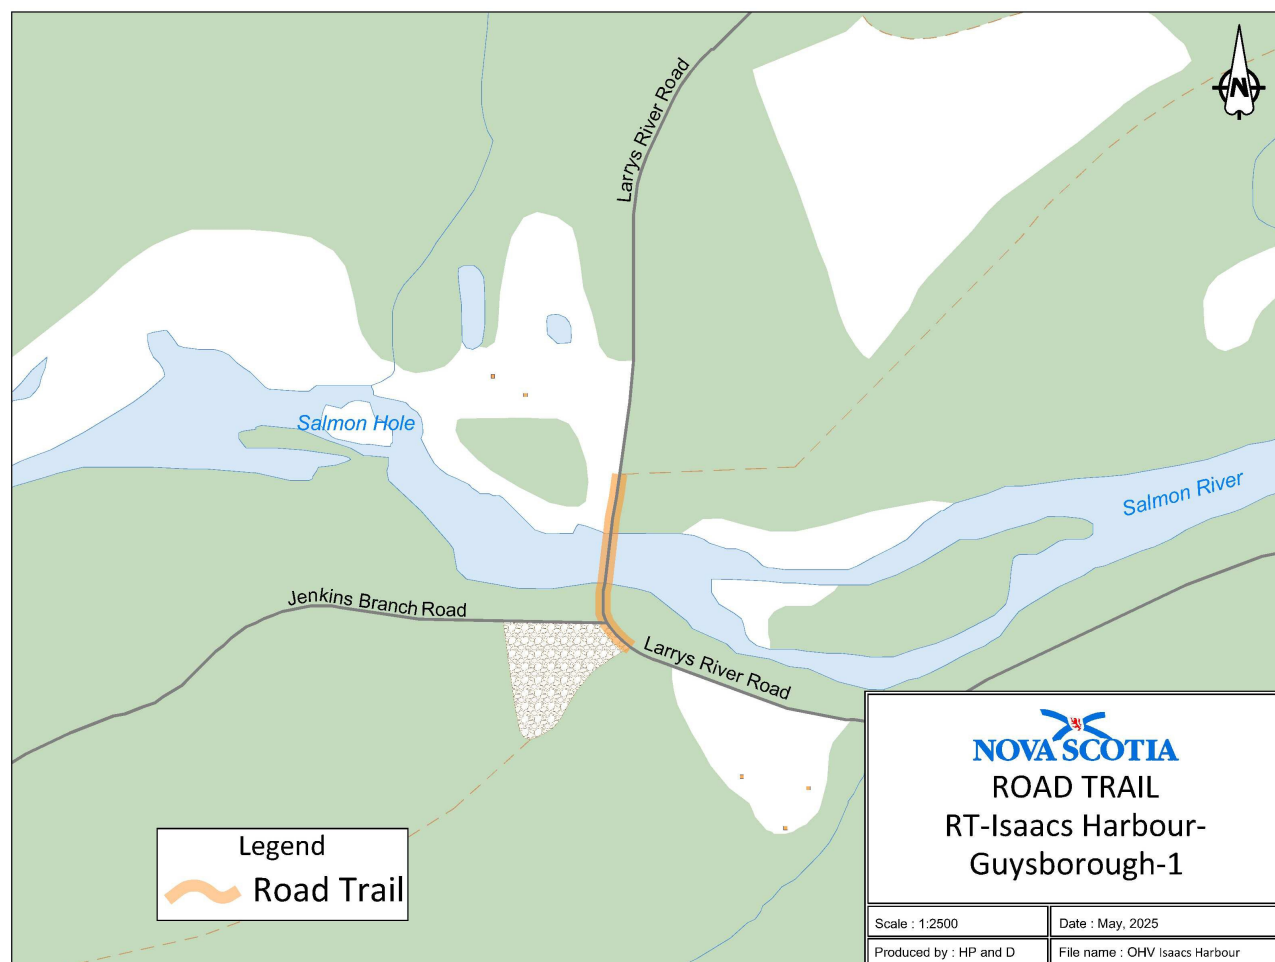 Larrys River Road
N
Salmon Hole
Salmon River
Jenkins Branch Road
Larrys River Road
Legend
Road Trail
NOVA SCOTIA
ROAD TRAIL
RT-Isaacs Harbour-
Guysborough-1
Scale : 1:2500
Date : May, 2025
Produced by : HP and D
File name : OHV Isaacs Harbour